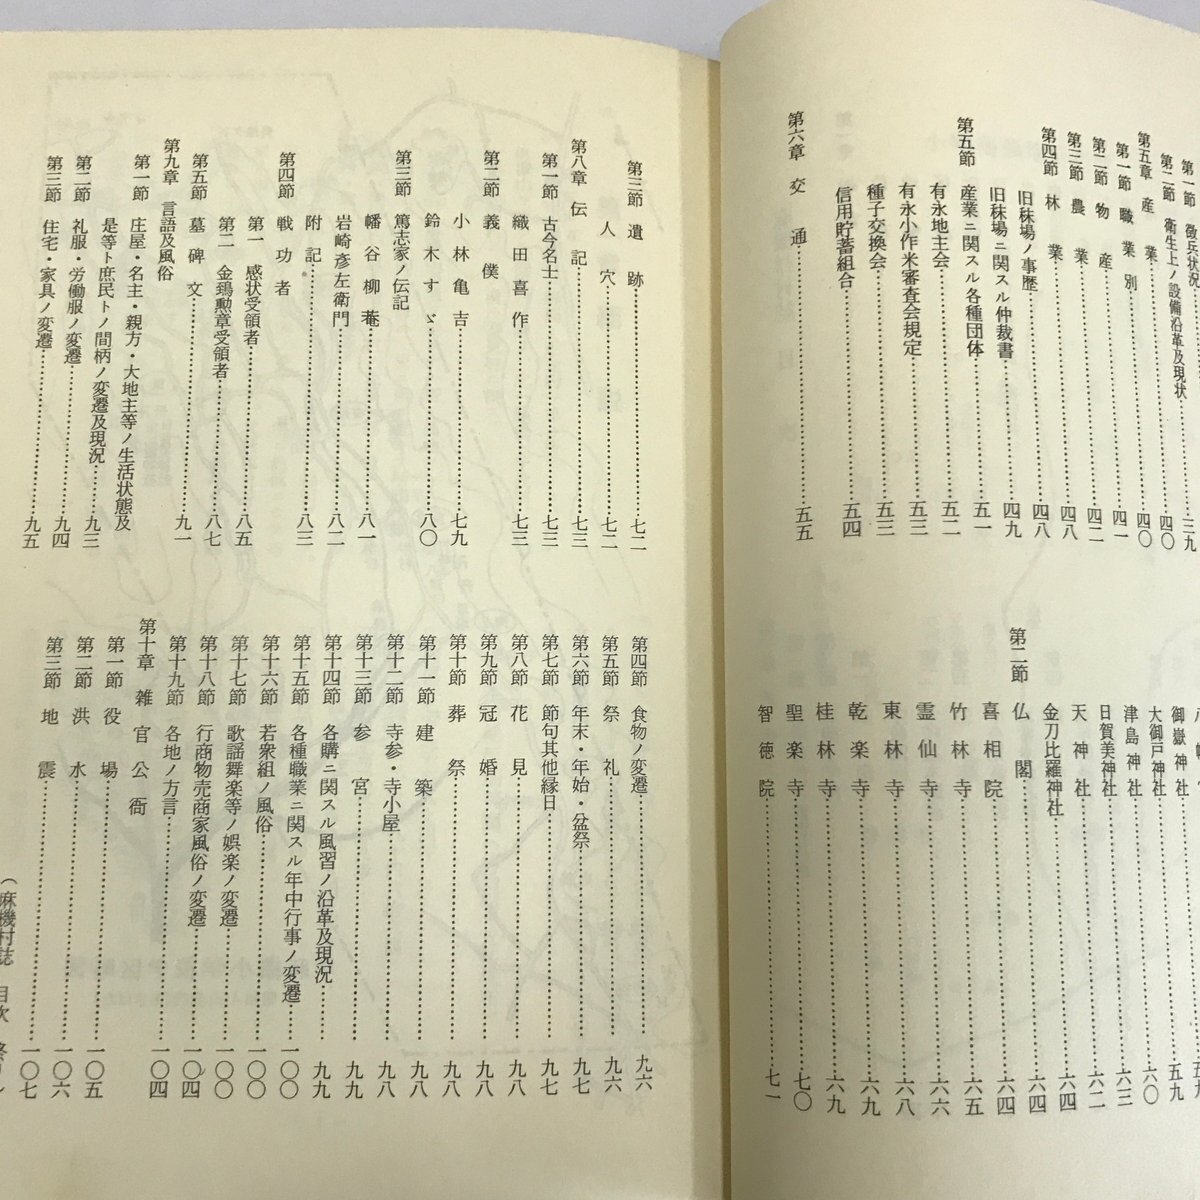 第一節 徴兵状況……三九
第二節 衛生上ノ設備沿革及現状……四〇
第五章 産業……四〇
第一節 職業別……四一
第二節 物産……四二
第三節 農業……四八
第四節 林業……四八
旧秣場ノ事歴……四八
旧秣場ニ関スル仲裁書……四九
第五節 産業ニ関スル各種団体……五一
有永地主会……五二
有永小作米審査会規定……五三
種子交換会……五三
信用貯蓄組合……五四
第六章 交通……五五
御嶽神社……五九
大御戸神社……六〇
津島神社……六三
日賀美神社……六二
天神社……六四
金刀比羅神社……六四
第二節 仏閣……六四
喜相院……六五
竹林寺……六六
霊仙寺……六八
東林寺……六九
乾楽寺……六九
桂林寺……六九
聖楽寺……七〇
智徳院……七一
第三節 遺跡……七二
人穴……七二
第八章 伝記……七三
第一節 古今名士……七三
織田喜作……七三
第二節 義僕
小林亀吉……七九
鈴木すゞ……八〇
第三節 篤志家ノ伝記
幡谷柳菴……八一
岩崎彦左衛門……八二
附記……八三
第四節 戦功者
第一 感状受領者……八五
第二 金鵄勲章受領者……八七
第五節 墓碑文……九一
第九章 言語及風俗
第一節 庄屋・名主・親方・大地主等ノ生活状態及
是等ト庶民トノ間柄ノ変遷及現況……九三
第二節 礼服・労働服ノ変遷……九四
第三節 住宅・家具ノ変遷……九五
第四節 食物ノ変遷……九六
第五節 祭礼……九六
第六節 年末・年始・盆祭……九七
第七節 節句其他縁日……九七
第八節 花見……九八
第九節 冠婚……九八
第十節 葬祭……九八
第十一節 建築……九八
第十二節 寺参・寺小屋……九八
第十三節 参宮……九九
第十四節 各購ニ関スル風習ノ沿革及現況……九九
第十五節 各種職業ニ関スル年中行事ノ変遷……一〇〇
第十六節 若衆組ノ風俗……一〇〇
第十七節 歌謡舞楽等ノ娯楽ノ変遷……一〇〇
第十八節 行商物売商家風俗ノ変遷……一〇四
第十九節 各地ノ方言……一〇四
第十章 雑官公衙
第一節 役場……一〇五
第二節 洪水……一〇六
第三節 地震……一〇七
（麻機村誌 目次 終リ）